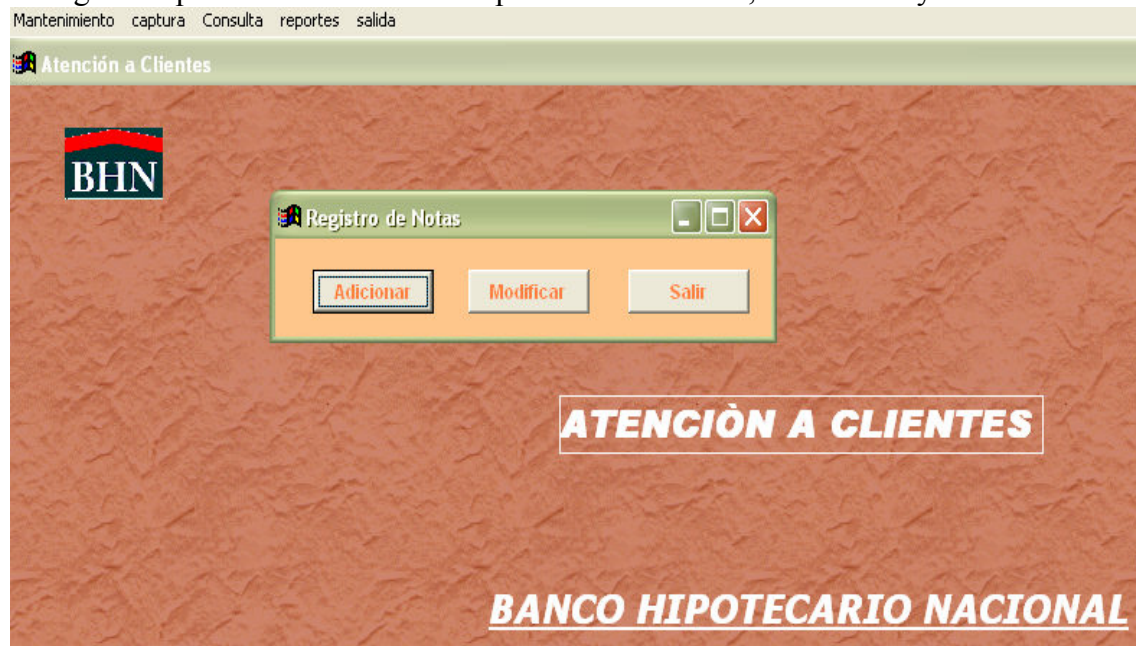 Mantenimiento captura Consulta reportes salida
Atención a Clientes
BHN
Registro de Notas
Adicionar Modificar Salir
ATENCIÒN A CLIENTES
BANCO HIPOTECARIO NACIONAL